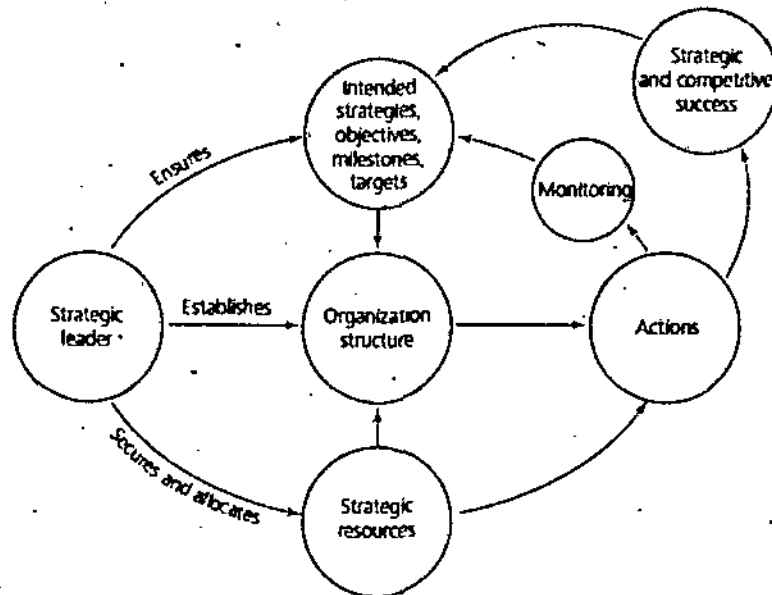 Strategic
and competitive
success
Intended
strategies,
objectives,
milestones,
targets
Ensures
Monitoring
Strategic
leader
Establishes
Organization
structure
Actions
Secures and allocates
Strategic
resources